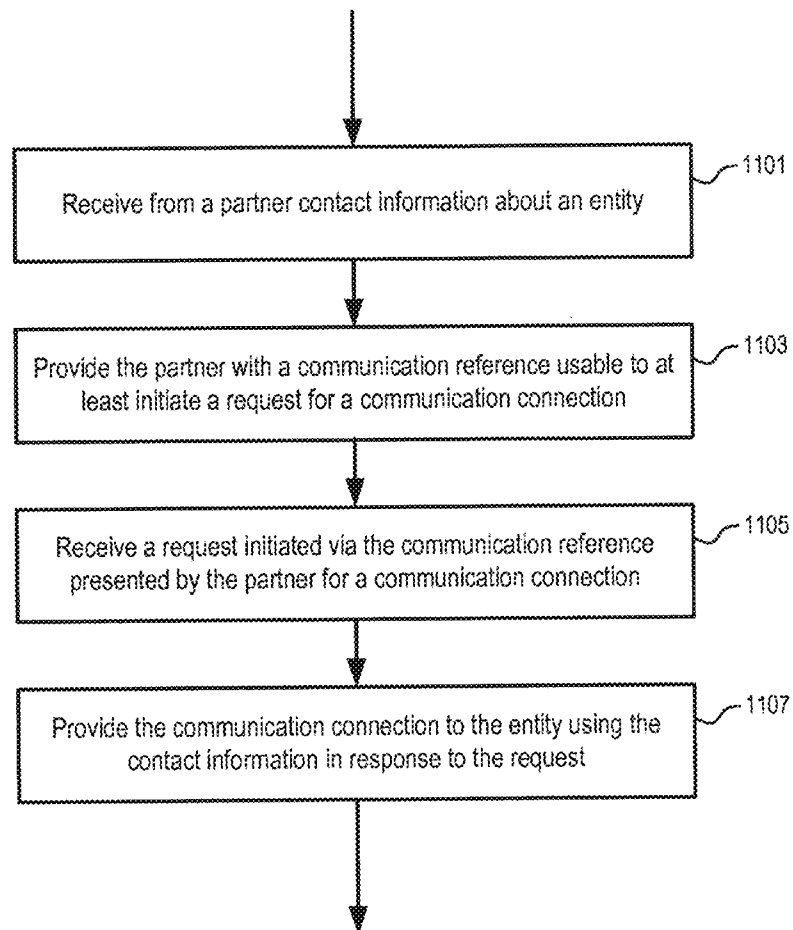 1101
Receive from a partner contact information about an entity
1103
Provide the partner with a communication reference usable to at
least initiate a request for a communication connection
1105
Receive a request initiated via the communication reference
presented by the partner for a communication connection
1107
Provide the communication connection to the entity using the
contact information in response to the request